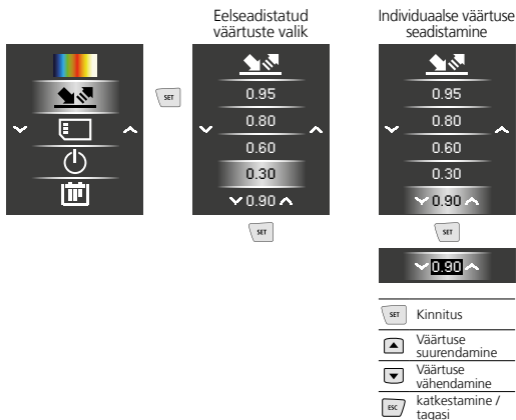 Eelseadistatud
väärtuste valik
Individuaalse väärtuse
seadistamine
SET
0.95
0.80
0.60
0.30
0.90
SET
0.95
0.80
0.60
0.30
0.90
SET
0.90
SET Kinnitus
Väärtuse
suurendamine
Väärtuse
vähendamine
ESC katkestamine /
tagasi